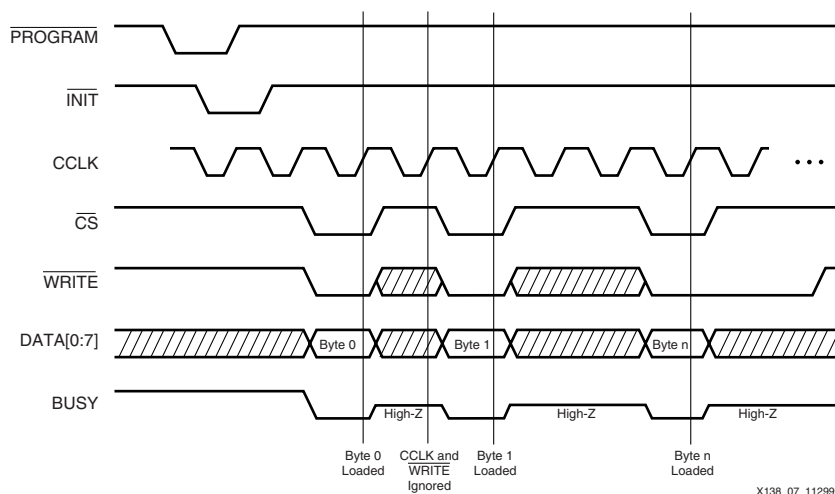 PROGRAM
INIT
CCLK
CS
WRITE
DATA[0:7]
Byte 0
Byte 1
Byte n
BUSY
High-Z
High-Z
High-Z
Byte 0
Loaded
CCLK and
WRITE
Ignored
Byte 1
Loaded
Byte n
Loaded
X138_07_11299